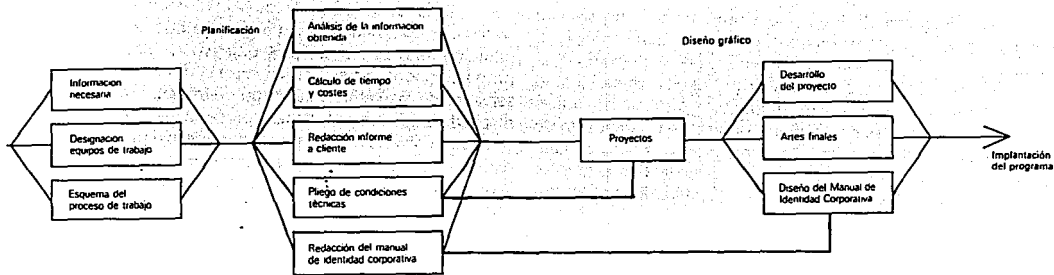 Planificación
Informacion
necesaria
Designacion
equipos de trabajo
Esquema del
proceso de trabajo
Análisis de la informacion
obtenida
Cálculo de tiempo
y costes
Redacción informe
a cliente
Pliego de condiciones
técnicas
Redacción del manual
de identidad corporativa
Proyectos
Diseño gráfico
Desarrollo
del proyecto
Artes finales
Diseño del Manual de
Identidad Corporativa
Implantación
del programa